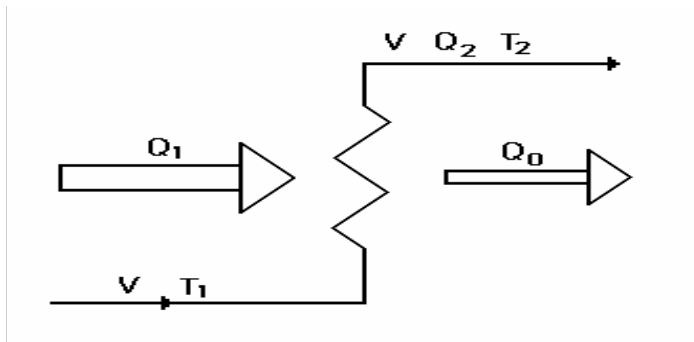 V Q₂ T₂
Q₁
Q₀
V T₁